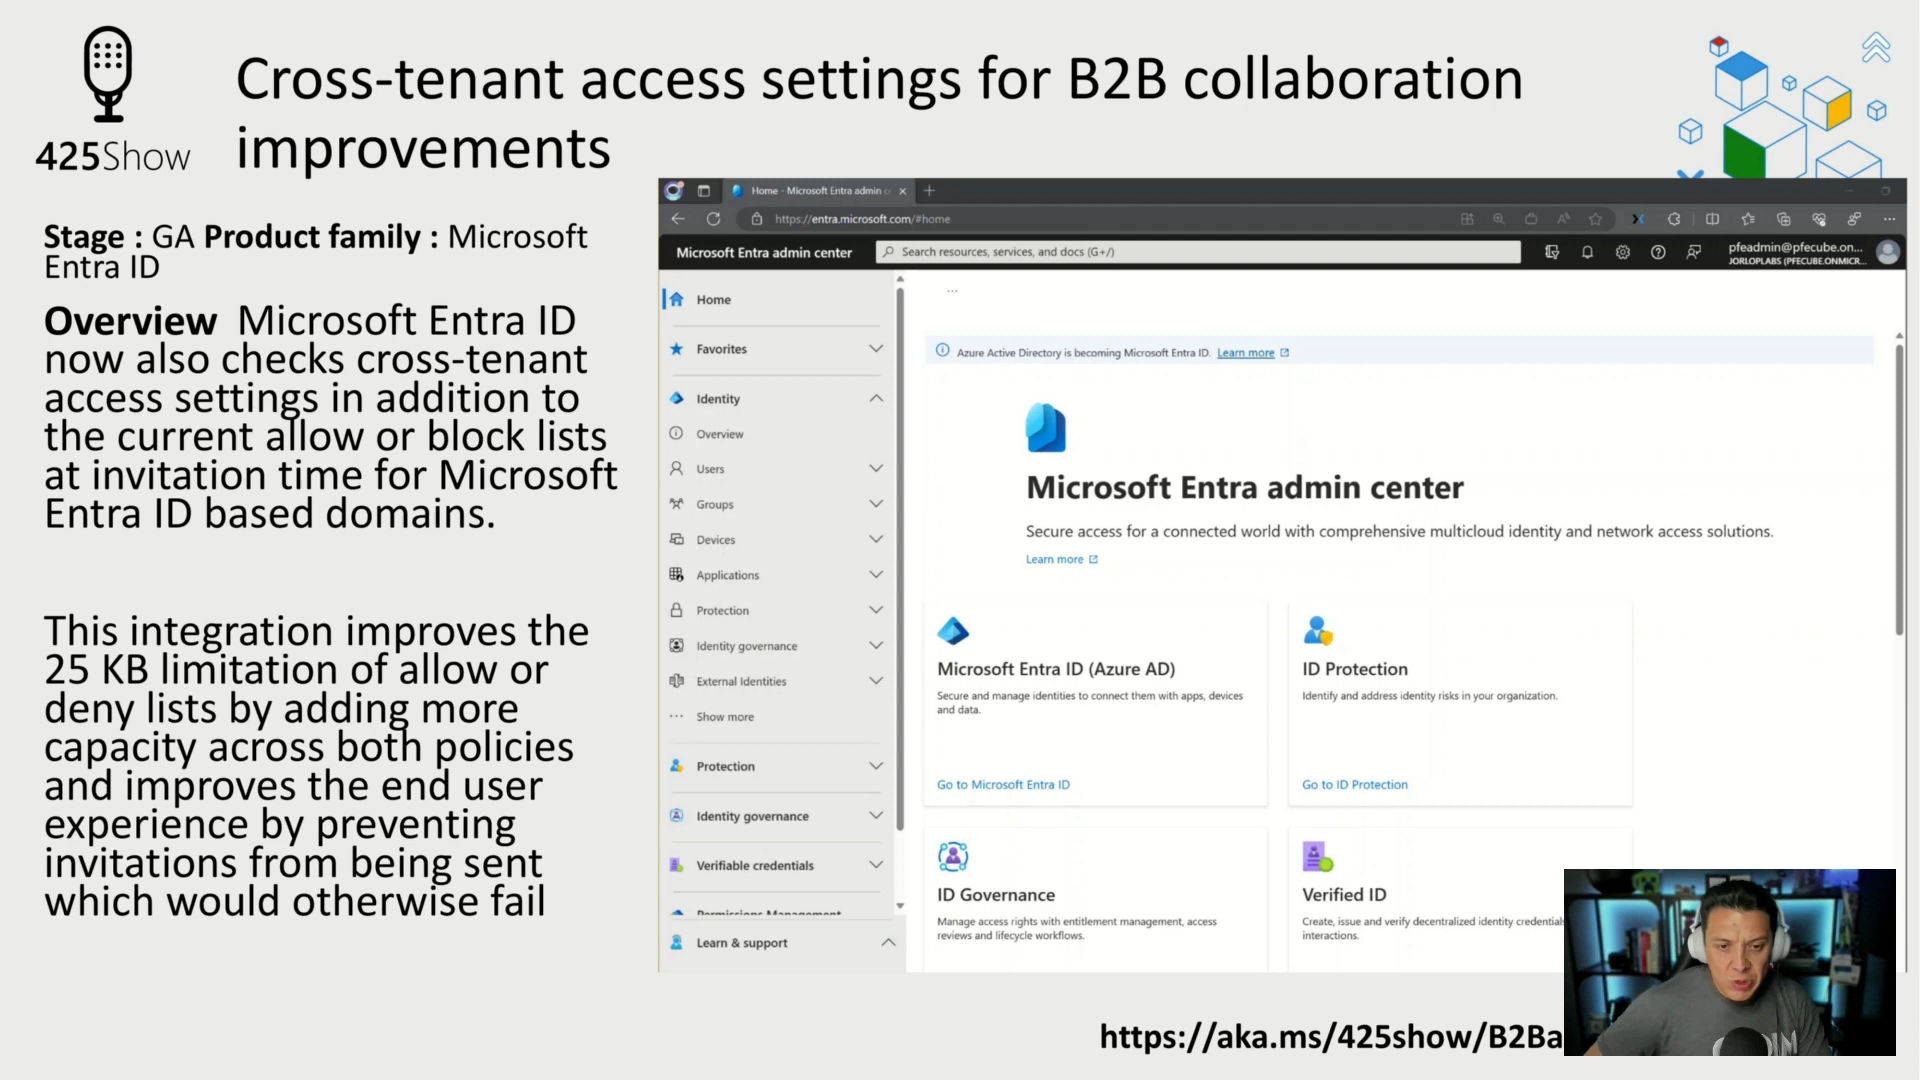 Cross-tenant access settings for B2B collaboration
improvements
425Show
Stage : GA Product family : Microsoft
Entra ID
Overview Microsoft Entra ID
now also checks cross-tenant
access settings in addition to
the current allow or block lists
at invitation time for Microsoft
Entra ID based domains.
This integration improves the
25 KB limitation of allow or
deny lists by adding more
capacity across both policies
and improves the end user
experience by preventing
invitations from being sent
which would otherwise fail
Home - Microsoft Entra admin c
https://entra.microsoft.com/#home
Microsoft Entra admin center
Search resources, services, and docs (G+/)
pfeadmin@pfecube.on...
JORLOPLABS (PFECUBE.ONMICR...
Home
Favorites
Identity
Overview
Users
Groups
Devices
Applications
Protection
Identity governance
External Identities
Show more
Protection
Identity governance
Verifiable credentials
Permissions Management
Learn & support
...
Azure Active Directory is becoming Microsoft Entra ID. Learn more
Microsoft Entra admin center
Secure access for a connected world with comprehensive multicloud identity and network access solutions.
Learn more
Microsoft Entra ID (Azure AD)
Secure and manage identities to connect them with apps, devices
and data.
Go to Microsoft Entra ID
ID Protection
Identify and address identity risks in your organization.
Go to ID Protection
ID Governance
Manage access rights with entitlement management, access
reviews and lifecycle workflows.
Verified ID
Create, issue and verify decentralized identity credential
interactions.
https://aka.ms/425show/B2Ba